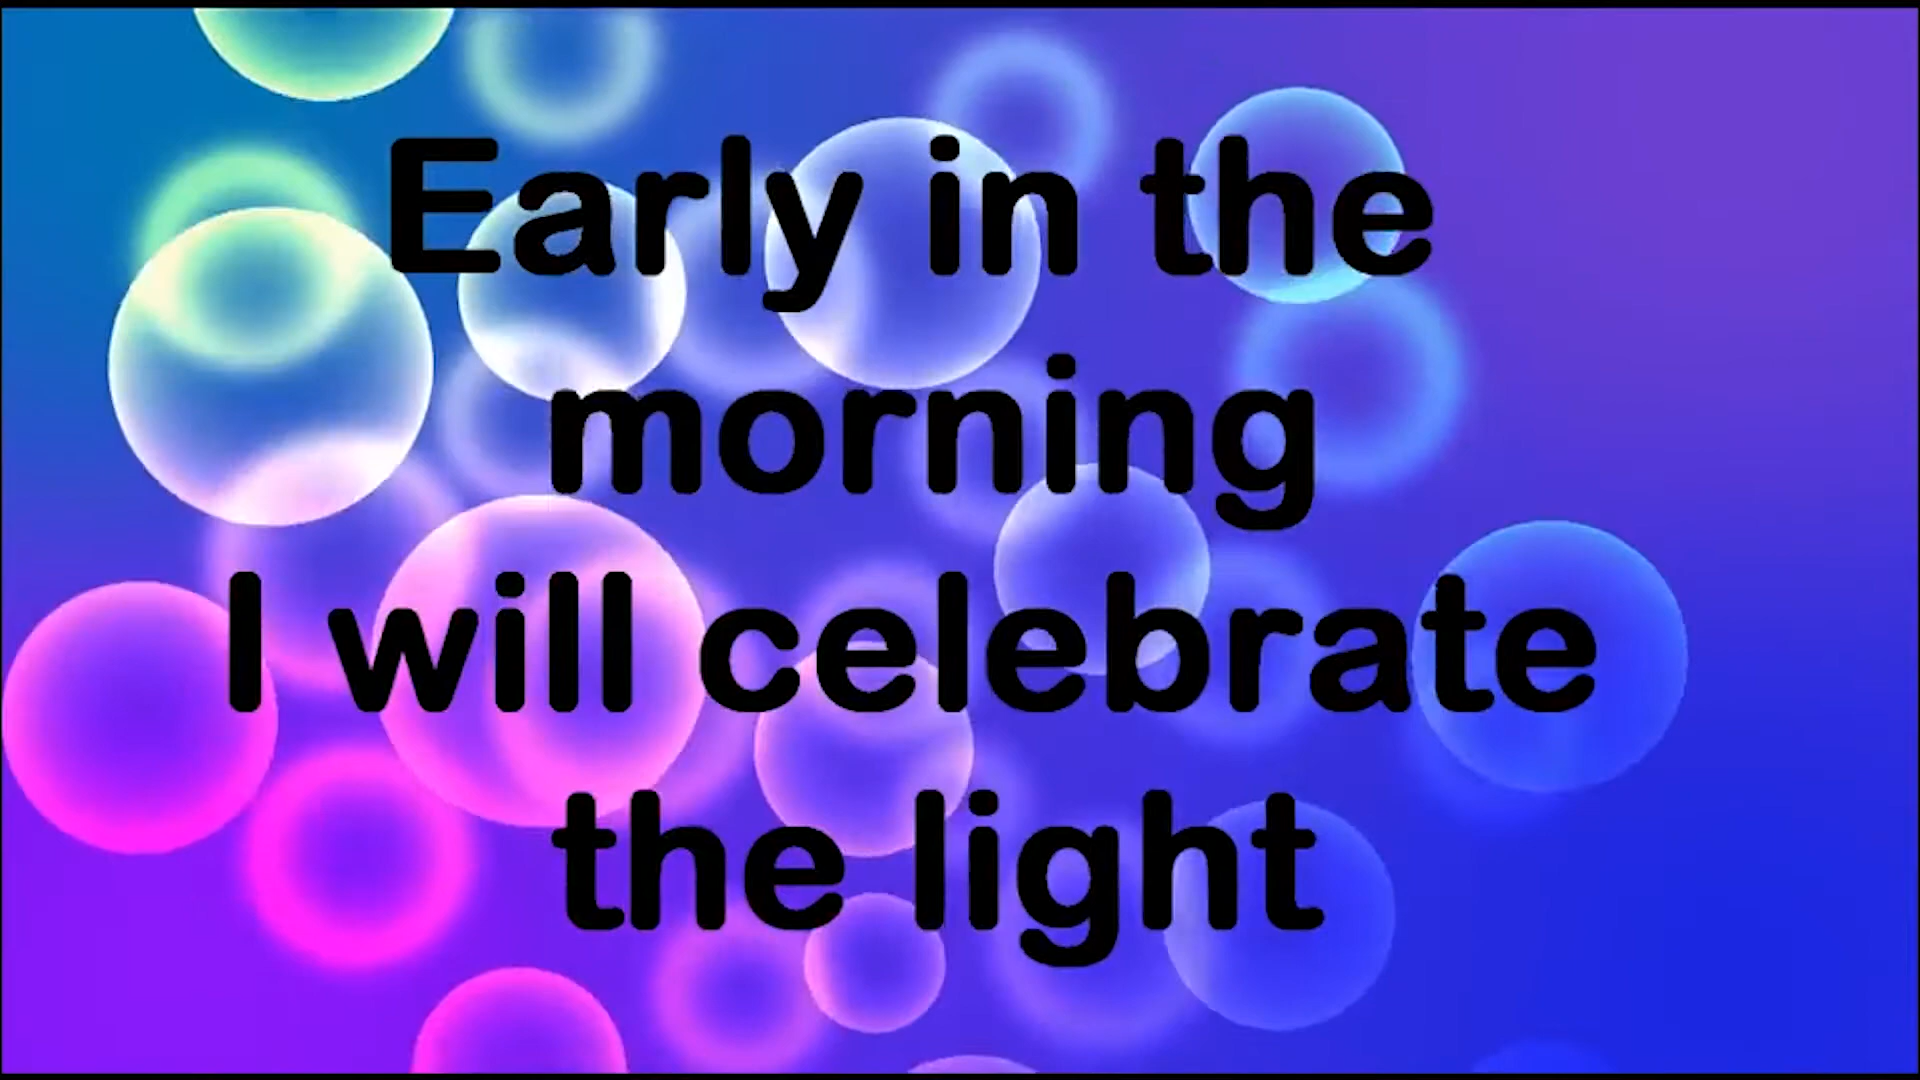 Early in the
morning
I will celebrate
the light